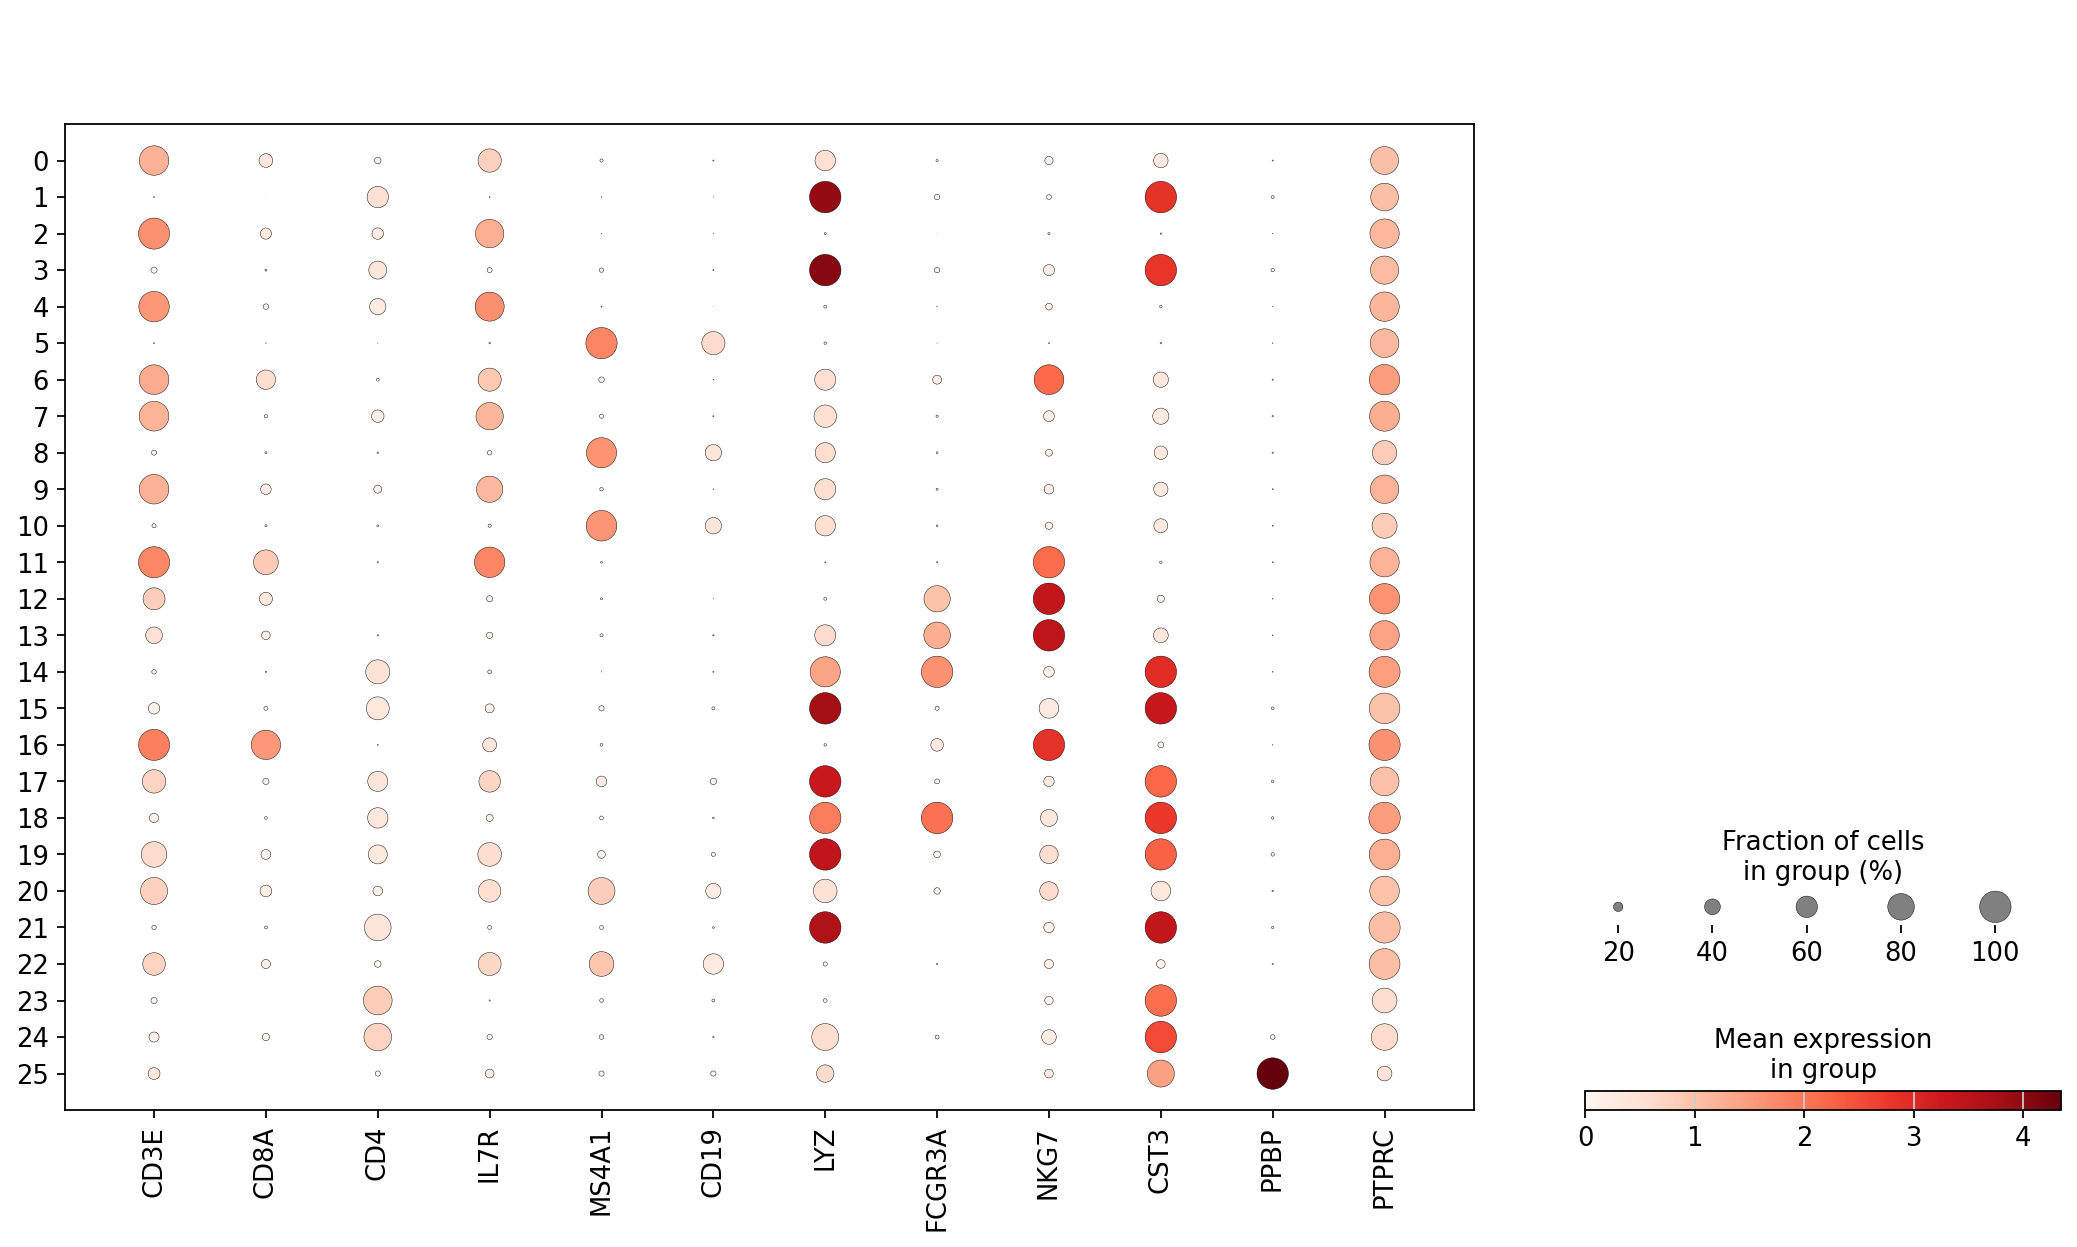 0
1
2
3
4
5
6
7
8
9
10
11
12
13
14
15
16
17
18
19
20
21
22
23
24
25
CD3E
CD8A
CD4
IL7R
MS4A1
CD19
LYZ
FCGR3A
NKG7
CST3
PPBP
PTPRC
Fraction of cells
in group (%)
20 40 60 80 100
Mean expression
in group
0 1 2 3 4